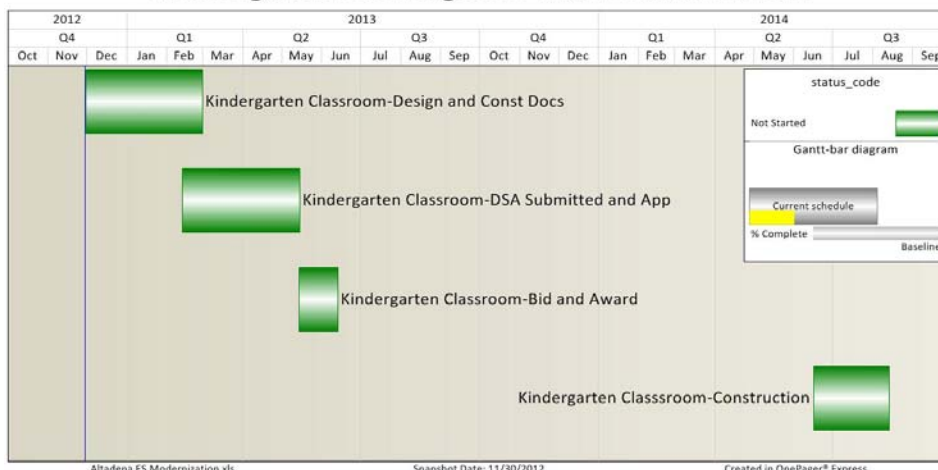 2012 2013 2014
Q4 Q1 Q2 Q3 Q4 Q1 Q2 Q3
Oct Nov Dec Jan Feb Mar Apr May Jun Jul Aug Sep Oct Nov Dec Jan Feb Mar Apr May Jun Jul Aug Sep
status_code
Kindergarten Classroom-Design and Const Docs
Not Started
Gantt-bar diagram
Kindergarten Classroom-DSA Submitted and App
Current schedule
% Complete
Baseline
Kindergarten Classroom-Bid and Award
Kindergarten Classsroom-Construction
Altadena ES Modernization.xls Snapshot Date: 11/30/2012 Created in OnePager® Express